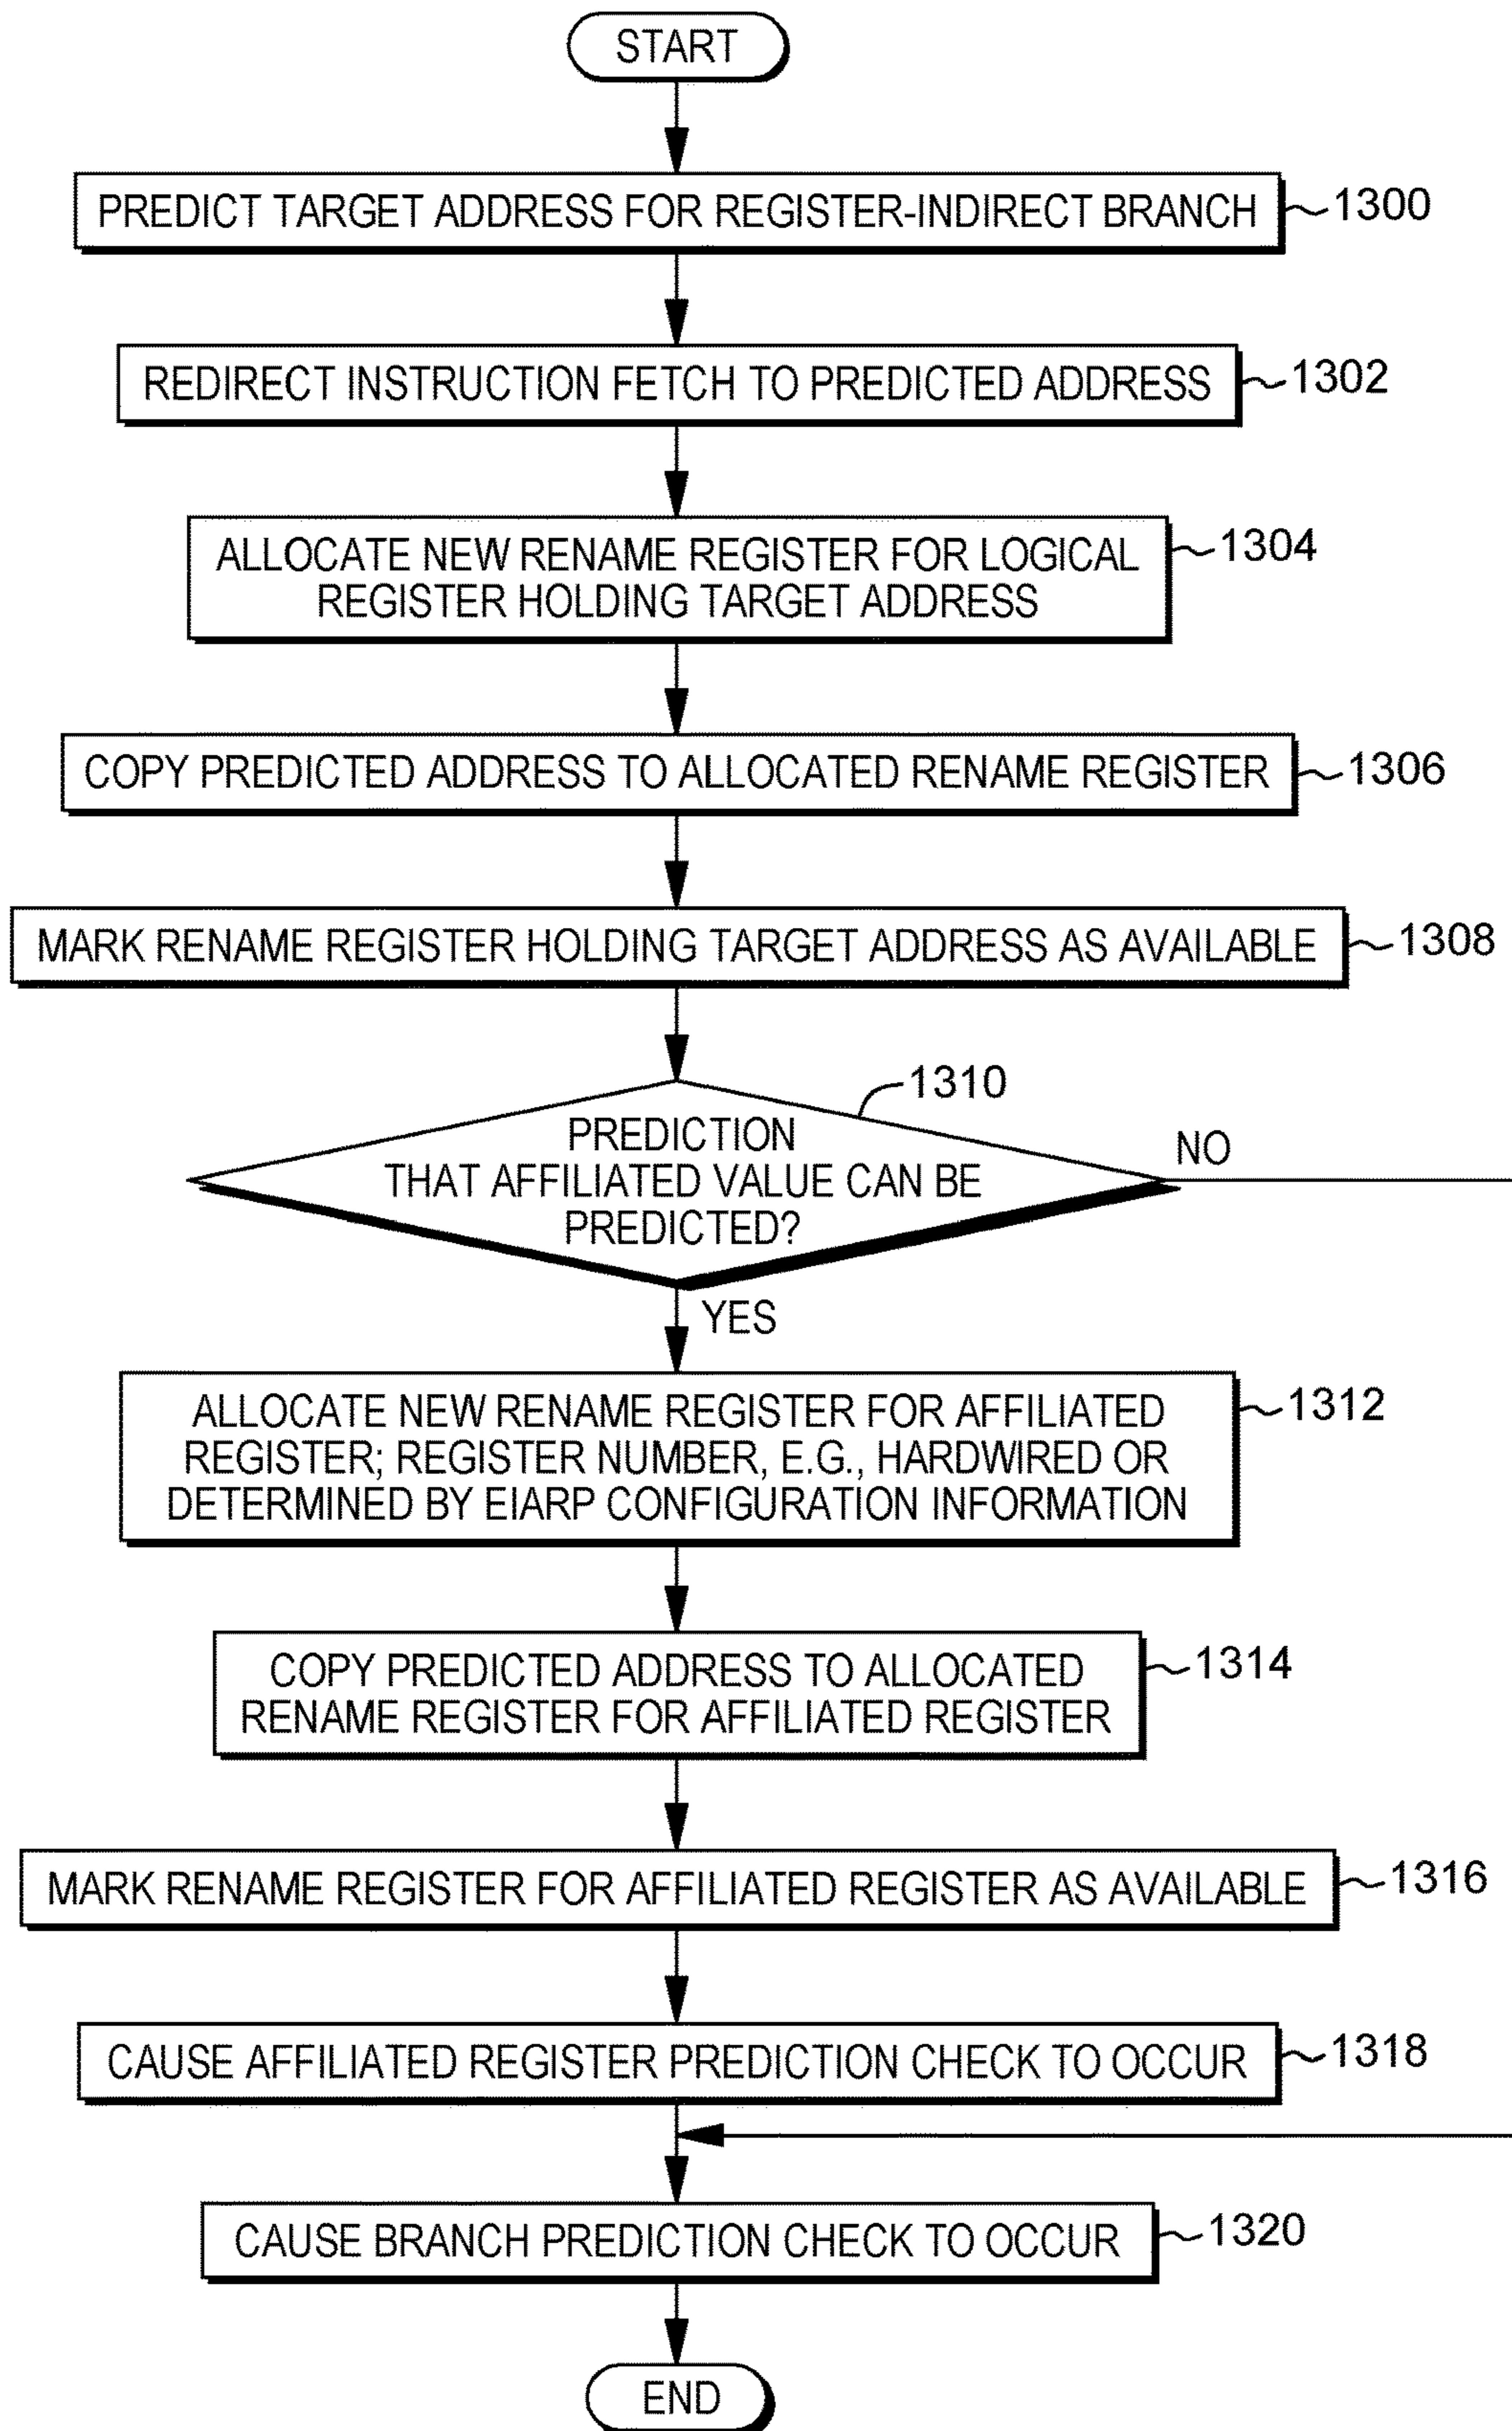 START
PREDICT TARGET ADDRESS FOR REGISTER-INDIRECT BRANCH
1300
REDIRECT INSTRUCTION FETCH TO PREDICTED ADDRESS
1302
ALLOCATE NEW RENAME REGISTER FOR LOGICAL
REGISTER HOLDING TARGET ADDRESS
1304
COPY PREDICTED ADDRESS TO ALLOCATED RENAME REGISTER
1306
MARK RENAME REGISTER HOLDING TARGET ADDRESS AS AVAILABLE
1308
1310
PREDICTION
THAT AFFILIATED VALUE CAN BE
PREDICTED?
NO
YES
ALLOCATE NEW RENAME REGISTER FOR AFFILIATED
REGISTER; REGISTER NUMBER, E.G., HARDWIRED OR
DETERMINED BY EIARP CONFIGURATION INFORMATION
1312
COPY PREDICTED ADDRESS TO ALLOCATED
RENAME REGISTER FOR AFFILIATED REGISTER
1314
MARK RENAME REGISTER FOR AFFILIATED REGISTER AS AVAILABLE
1316
CAUSE AFFILIATED REGISTER PREDICTION CHECK TO OCCUR
1318
CAUSE BRANCH PREDICTION CHECK TO OCCUR
1320
END